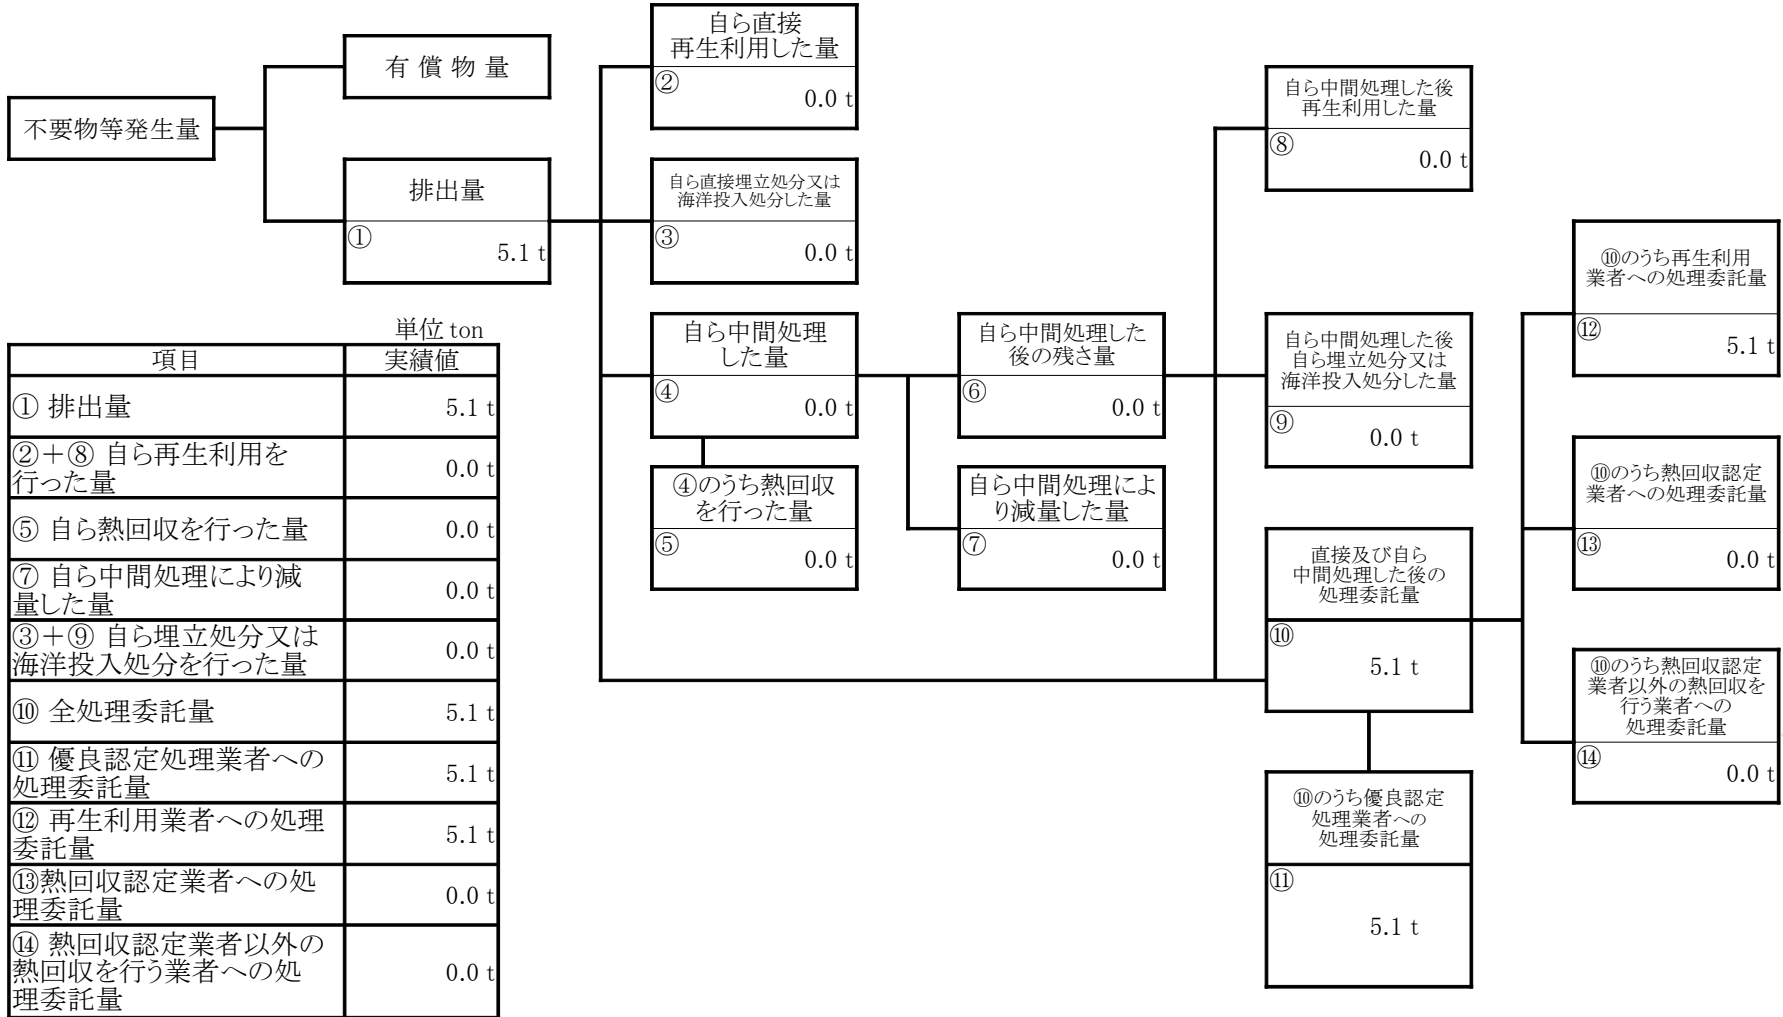 不要物等発生量
有 償 物 量
排出量
①
5.1 t
自ら直接
再生利用した量
②
0.0 t
自ら直接埋立処分又は
海洋投入処分した量
③
0.0 t
自ら中間処理
した量
④
0.0 t
④のうち熱回収
を行った量
⑤
0.0 t
自ら中間処理した
後の残さ量
⑥
0.0 t
自ら中間処理によ
り減量した量
⑦
0.0 t
自ら中間処理した後
再生利用した量
⑧
0.0 t
自ら中間処理した後
自ら埋立処分又は
海洋投入処分した量
⑨
0.0 t
直接及び自ら
中間処理した後の
処理委託量
⑩
5.1 t
⑩のうち優良認定
処理業者への
処理委託量
⑪
5.1 t
⑩のうち再生利用
業者への処理委託量
⑫
5.1 t
⑩のうち熱回収認定
業者への処理委託量
⑬
0.0 t
⑩のうち熱回収認定
業者以外の熱回収を
行う業者への
処理委託量
⑭
0.0 t
単位 ton
項目 実績値
① 排出量 5.1 t
②＋⑧ 自ら再生利用を
行った量 0.0 t
⑤ 自ら熱回収を行った量 0.0 t
⑦ 自ら中間処理により減
量した量 0.0 t
③＋⑨ 自ら埋立処分又は
海洋投入処分を行った量 0.0 t
⑩ 全処理委託量 5.1 t
⑪ 優良認定処理業者への
処理委託量 5.1 t
⑫ 再生利用業者への処理
委託量 5.1 t
⑬熱回収認定業者への処
理委託量 0.0 t
⑭ 熱回収認定業者以外の
熱回収を行う業者への処
理委託量 0.0 t